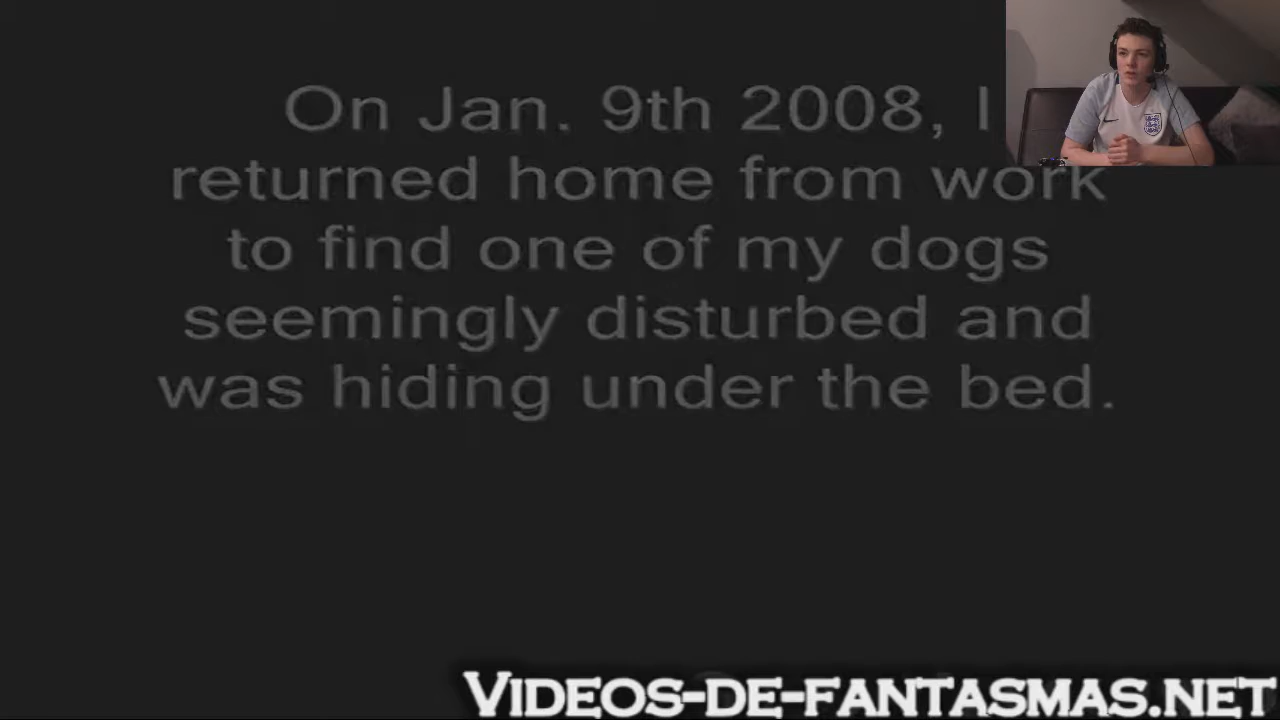 On Jan. 9th 2008, I
returned home from work
to find one of my dogs
seemingly disturbed and
was hiding under the bed.
VIDEOS-DE-FANTASMAS.NET